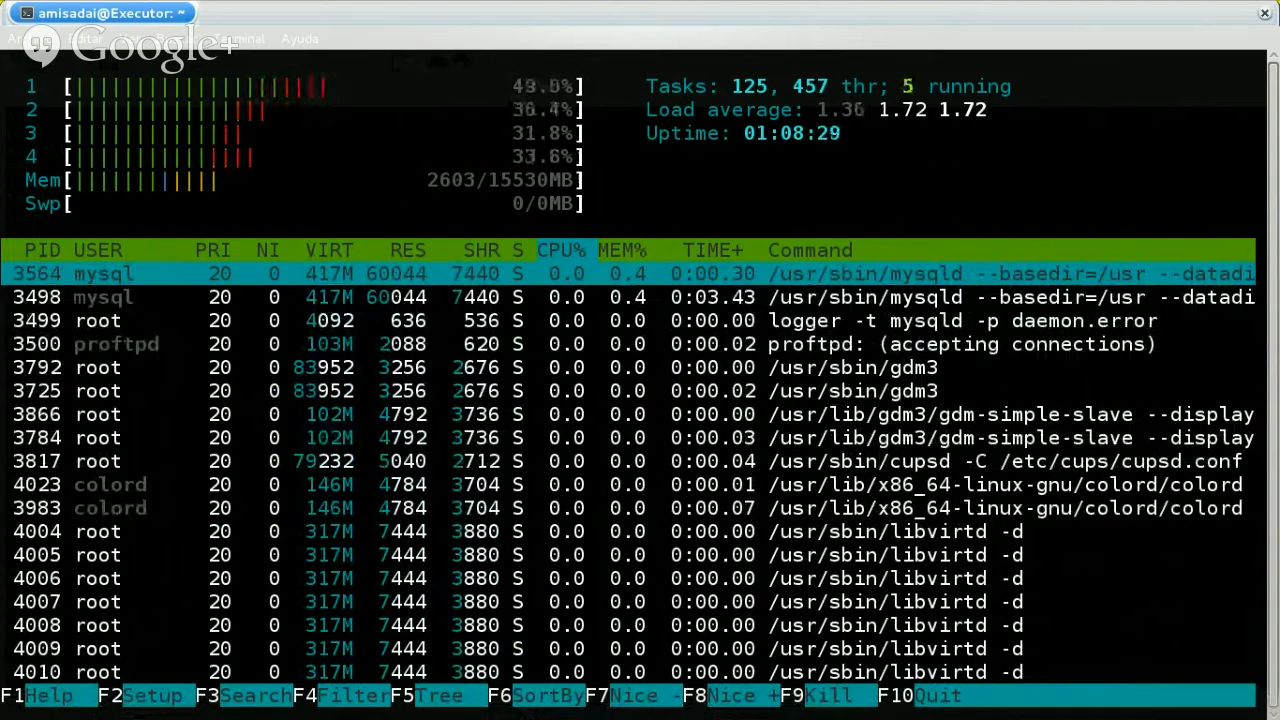 amisadai@Executor: ~
Google+
Terminal Ayuda
1 [ ]
2 [ 36.4%]
3 [ 31.8%]
4 [ 33.6%]
Mem[ 2603/15530MB]
Swp[ 0/0MB]
Tasks: 125, 457 thr; 5 running
Load average: 1.36 1.72 1.72
Uptime: 01:08:29
PID USER PRI NI VIRT RES SHR S CPU% MEM% TIME+ Command
3564 mysql 20 0 417M 60044 7440 S 0.0 0.4 0:00.30 /usr/sbin/mysqld --basedir=/usr --datadi
3498 mysql 20 0 417M 60044 7440 S 0.0 0.4 0:03.43 /usr/sbin/mysqld --basedir=/usr --datadi
3499 root 20 0 4092 636 536 S 0.0 0.0 0:00.00 logger -t mysqld -p daemon.error
3500 proftpd 20 0 103M 2088 620 S 0.0 0.0 0:00.02 proftpd: (accepting connections)
3792 root 20 0 83952 3256 2676 S 0.0 0.0 0:00.00 /usr/sbin/gdm3
3725 root 20 0 83952 3256 2676 S 0.0 0.0 0:00.02 /usr/sbin/gdm3
3866 root 20 0 102M 4792 3736 S 0.0 0.0 0:00.00 /usr/lib/gdm3/gdm-simple-slave --display
3784 root 20 0 102M 4792 3736 S 0.0 0.0 0:00.03 /usr/lib/gdm3/gdm-simple-slave --display
3817 root 20 0 79232 5040 2712 S 0.0 0.0 0:00.04 /usr/sbin/cupsd -C /etc/cups/cupsd.conf
4023 colord 20 0 146M 4784 3704 S 0.0 0.0 0:00.01 /usr/lib/x86_64-linux-gnu/colord/colord
3983 colord 20 0 146M 4784 3704 S 0.0 0.0 0:00.07 /usr/lib/x86_64-linux-gnu/colord/colord
4004 root 20 0 317M 7444 3880 S 0.0 0.0 0:00.00 /usr/sbin/libvirtd -d
4005 root 20 0 317M 7444 3880 S 0.0 0.0 0:00.00 /usr/sbin/libvirtd -d
4006 root 20 0 317M 7444 3880 S 0.0 0.0 0:00.00 /usr/sbin/libvirtd -d
4007 root 20 0 317M 7444 3880 S 0.0 0.0 0:00.00 /usr/sbin/libvirtd -d
4008 root 20 0 317M 7444 3880 S 0.0 0.0 0:00.00 /usr/sbin/libvirtd -d
4009 root 20 0 317M 7444 3880 S 0.0 0.0 0:00.00 /usr/sbin/libvirtd -d
4010 root 20 0 317M 7444 3880 S 0.0 0.0 0:00.00 /usr/sbin/libvirtd -d
F1Help F2Setup F3SearchF4FilterF5Tree F6SortByF7Nice -F8Nice +F9Kill F10Quit